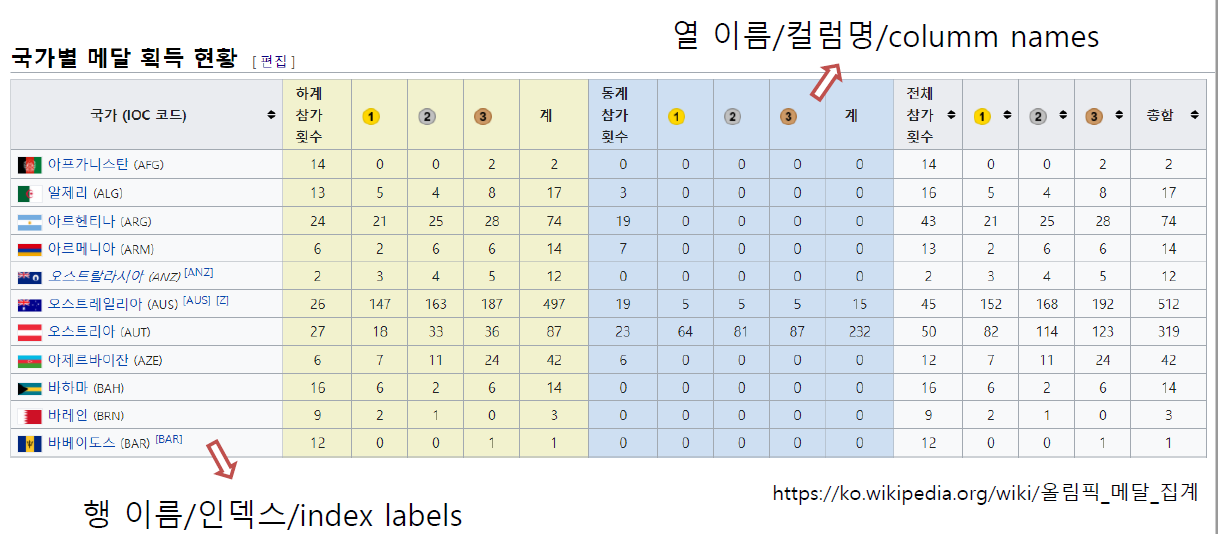 열 이름/컬럼명/columm names
국가별 메달 획득 현황 [ 편집 ]
국가 (IOC 코드) 하계 참가 횟수 1 2 3 계 동계 참가 횟수 1 2 3 계 전체 참가 횟수 1 2 3 종합
아프가니스탄 (AFG) 14 0 0 2 2 0 0 0 0 0 14 0 0 2 2
알제리 (ALG) 13 5 4 8 17 3 0 0 0 0 16 5 4 8 17
아르헨티나 (ARG) 24 21 25 28 74 19 0 0 0 0 43 21 25 28 74
아르메니아 (ARM) 6 2 6 6 14 7 0 0 0 0 13 2 6 6 14
오스트랄라시아 (ANZ) [ANZ] 2 3 4 5 12 0 0 0 0 0 2 3 4 5 12
오스트레일리아 (AUS) [AUS] [Z] 26 147 163 187 497 19 5 5 5 15 45 152 168 192 512
오스트리아 (AUT) 27 18 33 36 87 23 64 81 87 232 50 82 114 123 319
아제르바이잔 (AZE) 6 7 11 24 42 6 0 0 0 0 12 7 11 24 42
바하마 (BAH) 16 6 2 6 14 0 0 0 0 0 16 6 2 6 14
바레인 (BRN) 9 2 1 0 3 0 0 0 0 0 9 2 1 0 3
바베이도스 (BAR) [BAR] 12 0 0 1 1 0 0 0 0 0 12 0 0 1 1
https://ko.wikipedia.org/wiki/올림픽_메달_집계
행 이름/인덱스/index labels